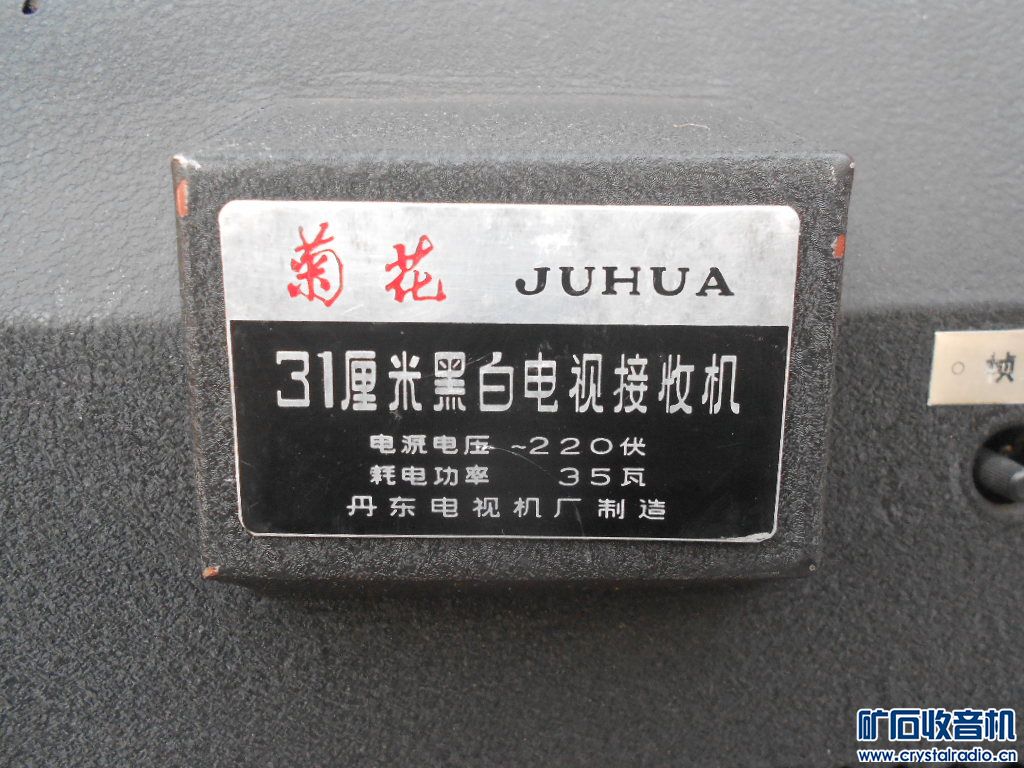 菊花 JUHUA
31厘米黑白电视接收机
电源电压 ~220伏
耗电功率 35瓦
丹东电视机厂制造
帧
矿石收音机
www.crystalradio.cn